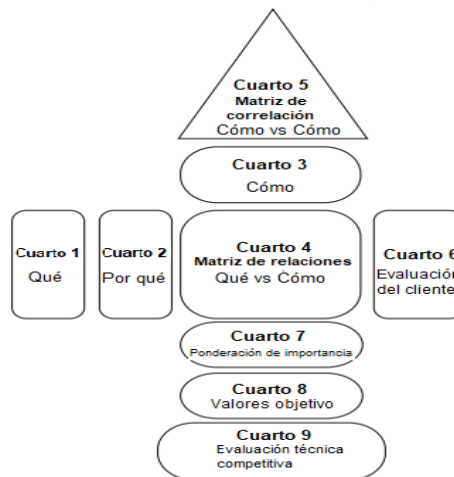 Cuarto 5
Matriz de
correlación
Cómo vs Cómo
Cuarto 3
Cómo
Cuarto 1
Qué
Cuarto 2
Por qué
Cuarto 4
Matriz de relaciones
Qué vs Cómo
Cuarto 6
Evaluación
del cliente
Cuarto 7
Ponderación de importancia
Cuarto 8
Valores objetivo
Cuarto 9
Evaluación técnica
competitiva